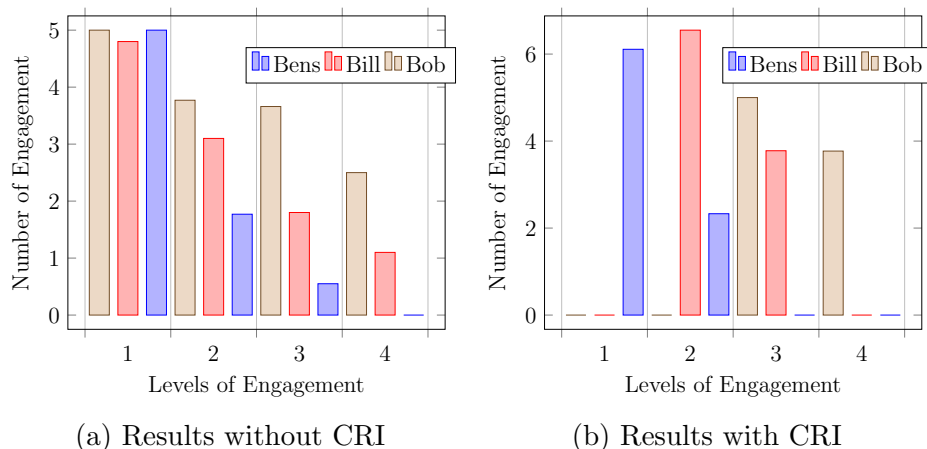 5
4
3
2
1
0
Number of Engagement
Bens Bill Bob
1 2 3 4
Levels of Engagement
(a) Results without CRI
6
4
2
0
Number of Engagement
Bens Bill Bob
1 2 3 4
Levels of Engagement
(b) Results with CRI